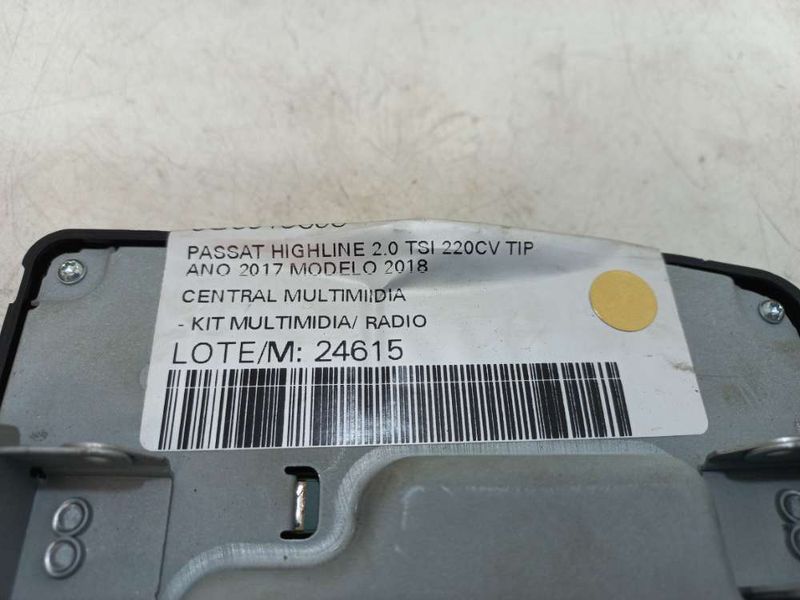 PASSAT HIGHLINE 2.0 TSI 220CV TIP
ANO 2017 MODELO 2018
CENTRAL MULTIMIIDIA
- KIT MULTIMIDIA/ RADIO
LOTE/M: 24615